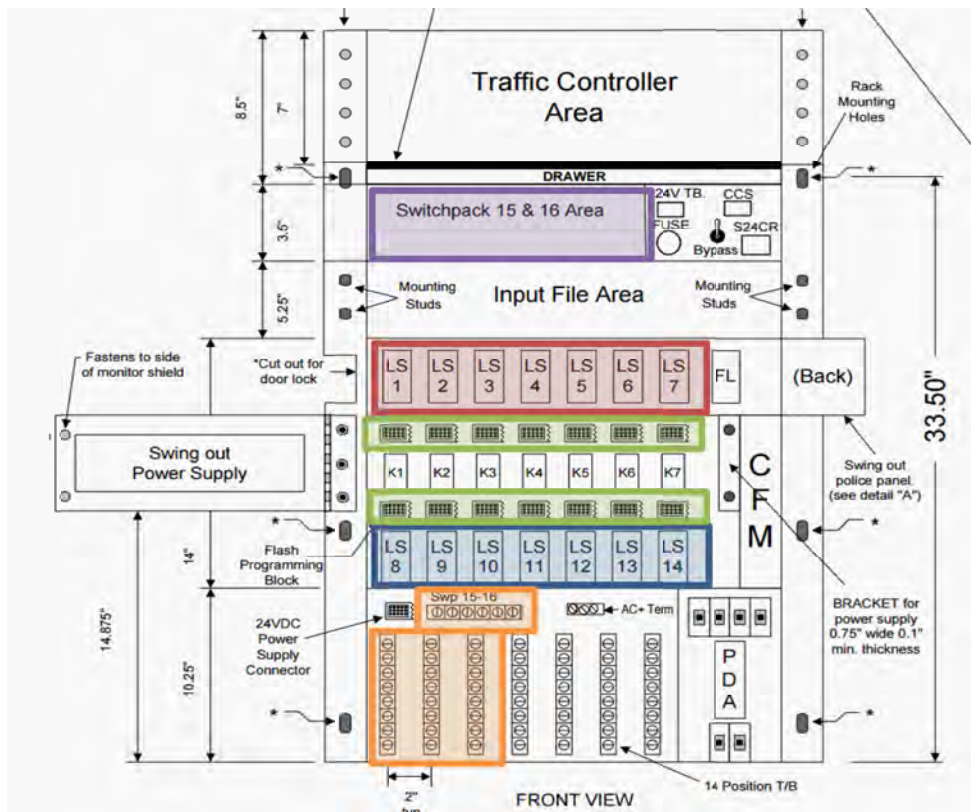 Traffic Controller
Area
Rack
Mounting
Holes
8.5"
7"
*
*
DRAWER
Switchpack 15 & 16 Area
24V TB.
CCS
FUSE
Bypass
S24CR
3.5"
Mounting
Studs
Input File Area
Mounting
Studs
5.25"
Fastens to side
of monitor shield
*Cut out for
door lock
LS
1
LS
2
LS
3
LS
4
LS
5
LS
6
LS
7
FL
(Back)
33.50"
Swing out
Power Supply
K1
K2
K3
K4
K5
K6
K7
CFM
Swing out
police panel.
(see detail "A")
*
*
14"
Flash
Programming
Block
LS
8
LS
9
LS
10
LS
11
LS
12
LS
13
LS
14
Swp 15-16
AC+ Term
BRACKET for
power supply
0.75" wide 0.1"
min. thickness
24VDC
Power
Supply
Connector
14.875"
10.25"
PDA
*
*
2"
14 Position T/B
FRONT VIEW